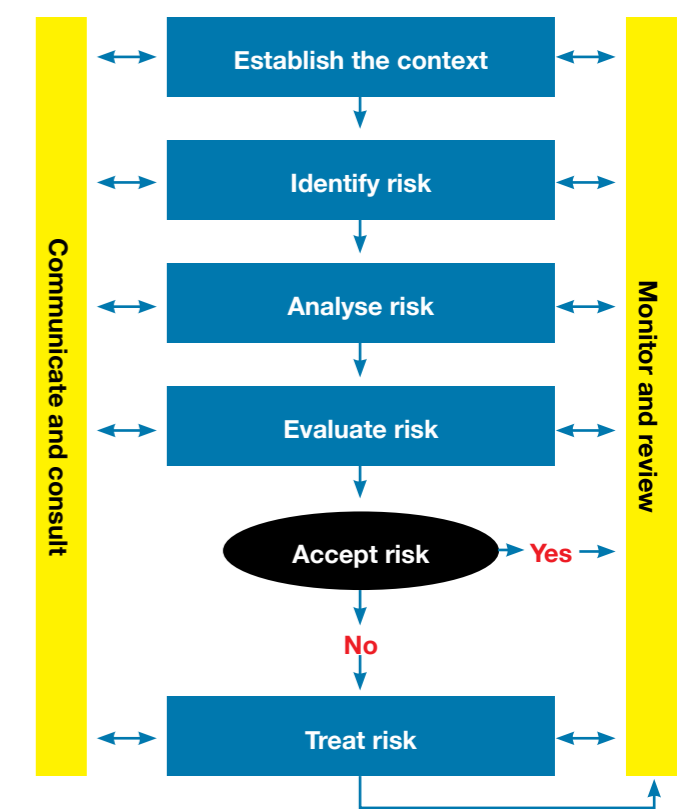 Establish the context
Identify risk
Analyse risk
Evaluate risk
Accept risk
Yes
No
Treat risk
Communicate and consult
Monitor and review